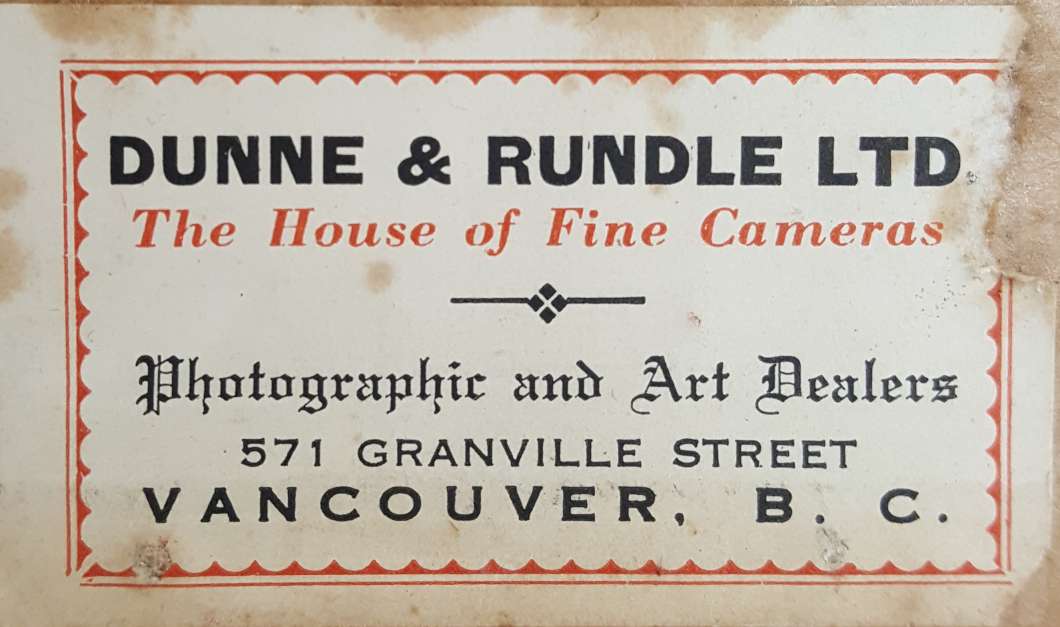 DUNNE & RUNDLE LTD.
The House of Fine Cameras
Photographic and Art Dealers
571 GRANVILLE STREET
VANCOUVER, B. C.